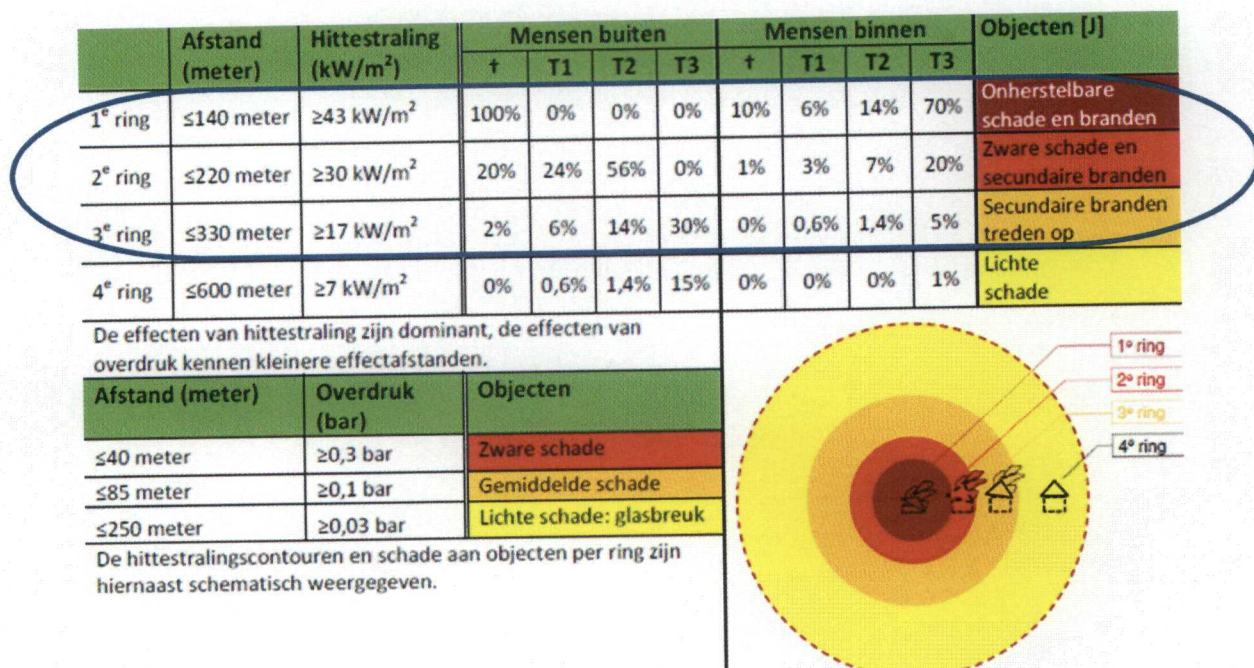 Afstand (meter) Hittestraling (kW/m²) Mensen buiten Mensen binnen Objecten [J]
† T1 T2 T3 † T1 T2 T3
1e ring ≤140 meter ≥43 kW/m² 100% 0% 0% 0% 10% 6% 14% 70% Onherstelbare schade en branden
2e ring ≤220 meter ≥30 kW/m² 20% 24% 56% 0% 1% 3% 7% 20% Zware schade en secundaire branden
3e ring ≤330 meter ≥17 kW/m² 2% 6% 14% 30% 0% 0,6% 1,4% 5% Secundaire branden treden op
4e ring ≤600 meter ≥7 kW/m² 0% 0,6% 1,4% 15% 0% 0% 0% 1% Lichte schade
De effecten van hittestraling zijn dominant, de effecten van
overdruk kennen kleinere effectafstanden.
Afstand (meter) Overdruk (bar) Objecten
≤40 meter ≥0,3 bar Zware schade
≤85 meter ≥0,1 bar Gemiddelde schade
≤250 meter ≥0,03 bar Lichte schade: glasbreuk
De hittestralingscontouren en schade aan objecten per ring zijn
hiernaast schematisch weergegeven.
1e ring
2e ring
3e ring
4e ring